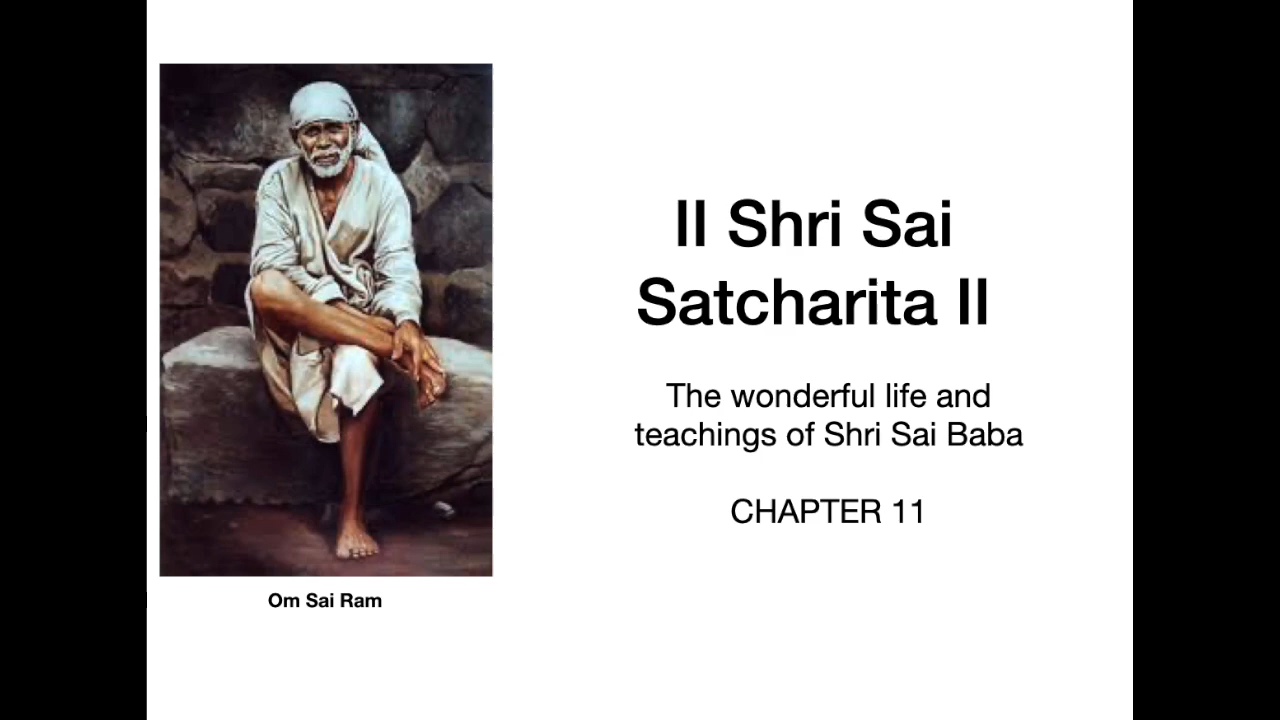 II Shri Sai
Satcharita II
The wonderful life and
teachings of Shri Sai Baba
CHAPTER 11
Om Sai Ram